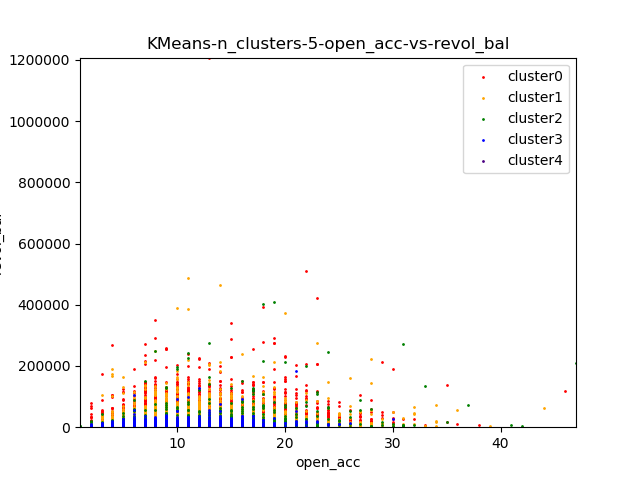 KMeans-n_clusters-5-open_acc-vs-revol_bal
1200000
1000000
800000
600000
400000
200000
0
revol_bal
10
20
30
40
open_acc
cluster0
cluster1
cluster2
cluster3
cluster4